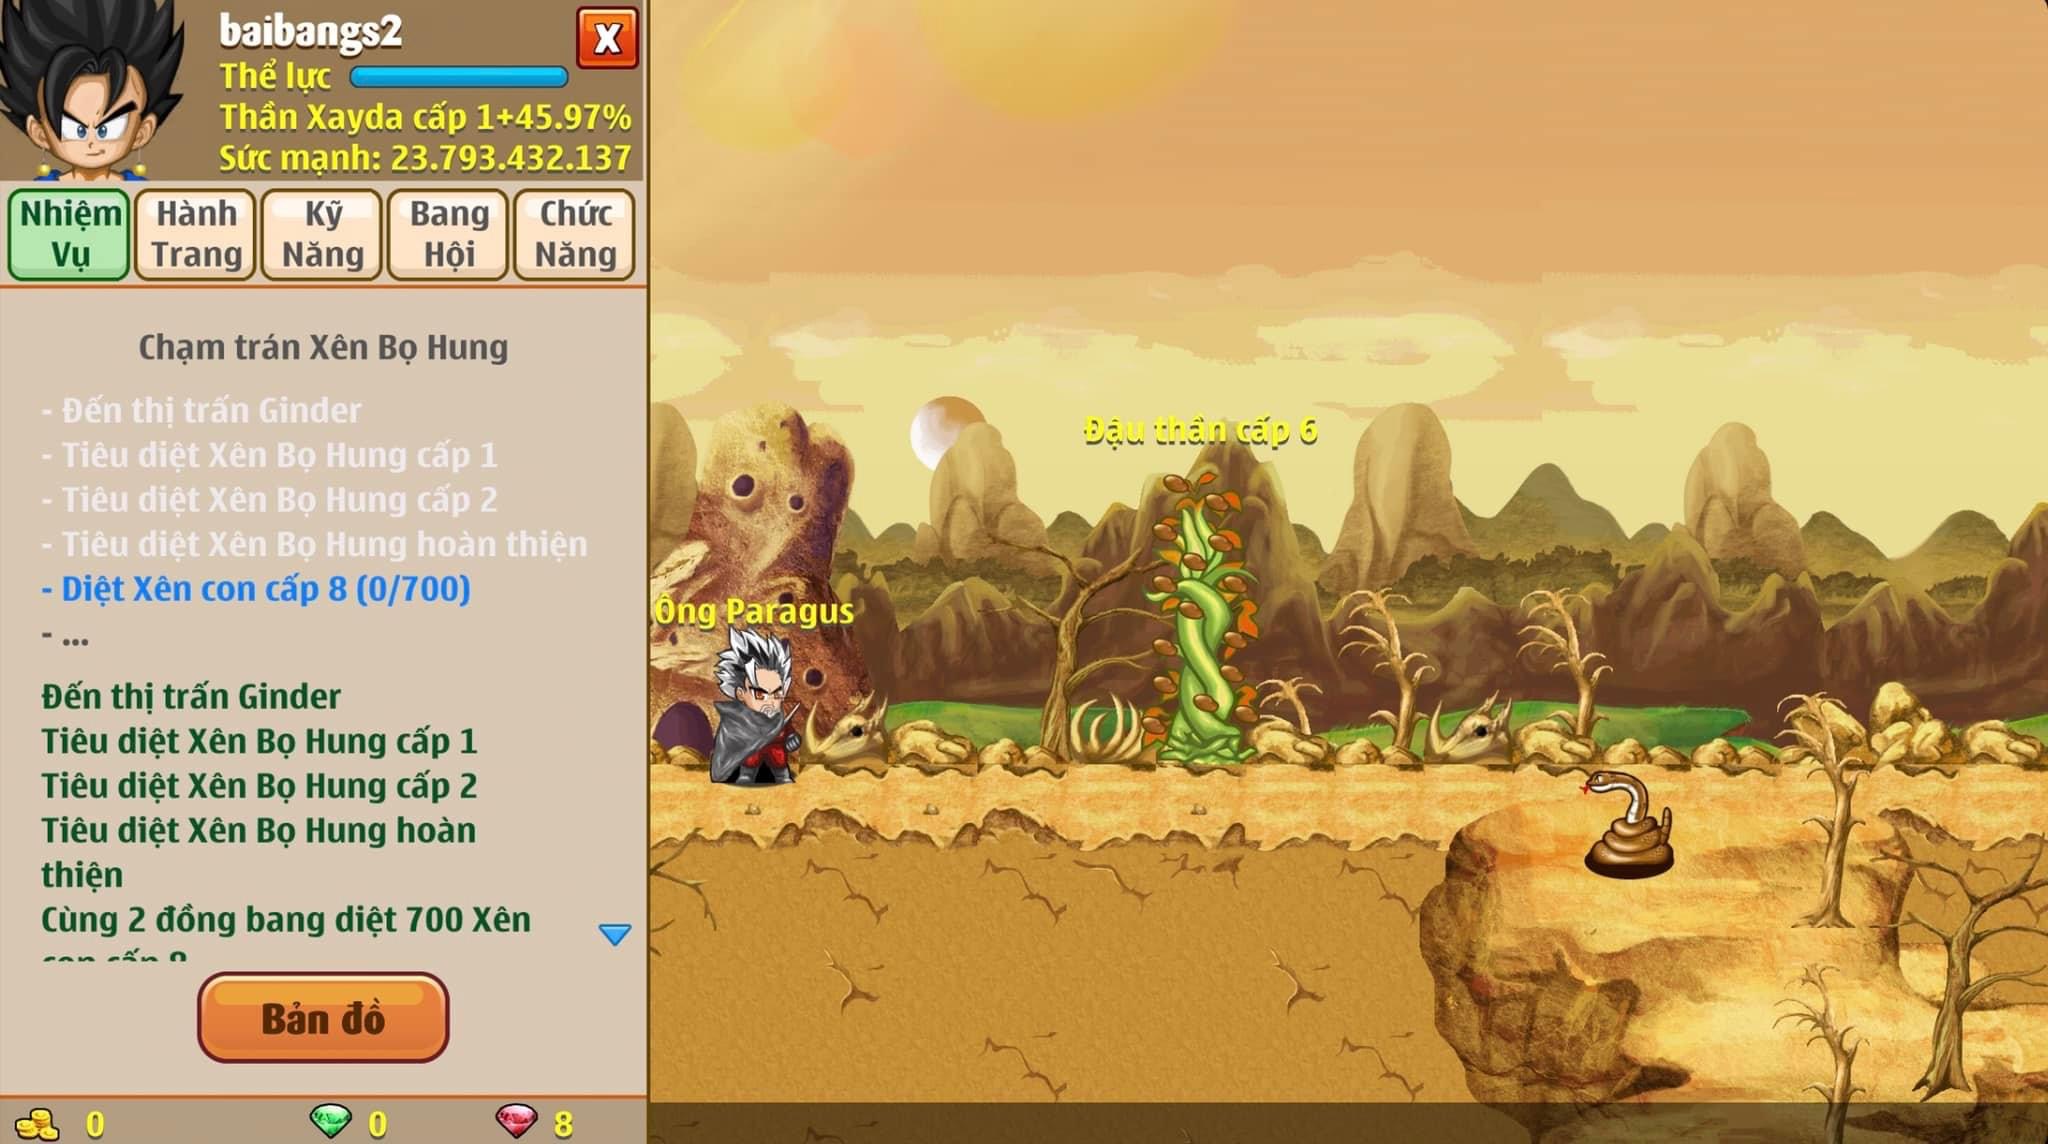 baibangs2
X
Thể lực
Thần Xayda cấp 1+45.97%
Sức mạnh: 23.793.432.137
Nhiệm Vụ
Hành Trang
Kỹ Năng
Bang Hội
Chức Năng
Chạm trán Xên Bọ Hung
- Đến thị trấn Ginder
- Tiêu diệt Xên Bọ Hung cấp 1
- Tiêu diệt Xên Bọ Hung cấp 2
- Tiêu diệt Xên Bọ Hung hoàn thiện
- Diệt Xên con cấp 8 (0/700)
- ...
Đến thị trấn Ginder
Tiêu diệt Xên Bọ Hung cấp 1
Tiêu diệt Xên Bọ Hung cấp 2
Tiêu diệt Xên Bọ Hung hoàn
thiện
Cùng 2 đồng bang diệt 700 Xên
con cấp 8
Bản đồ
0
0
8
Đậu thần cấp 6
Ông Paragus